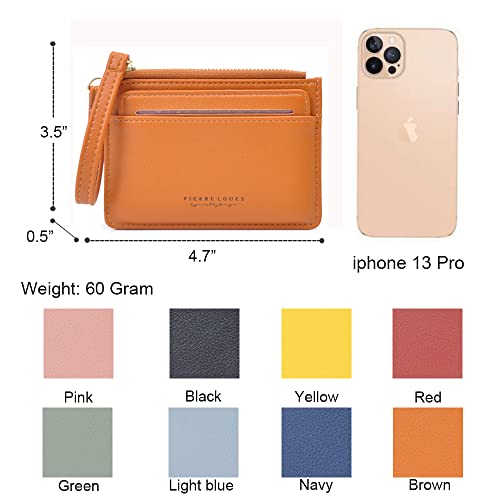 3.5”
PIERRE LOUES
0.5”
4.7”
iphone 13 Pro
Weight: 60 Gram
Pink Black Yellow Red
Green Light blue Navy Brown